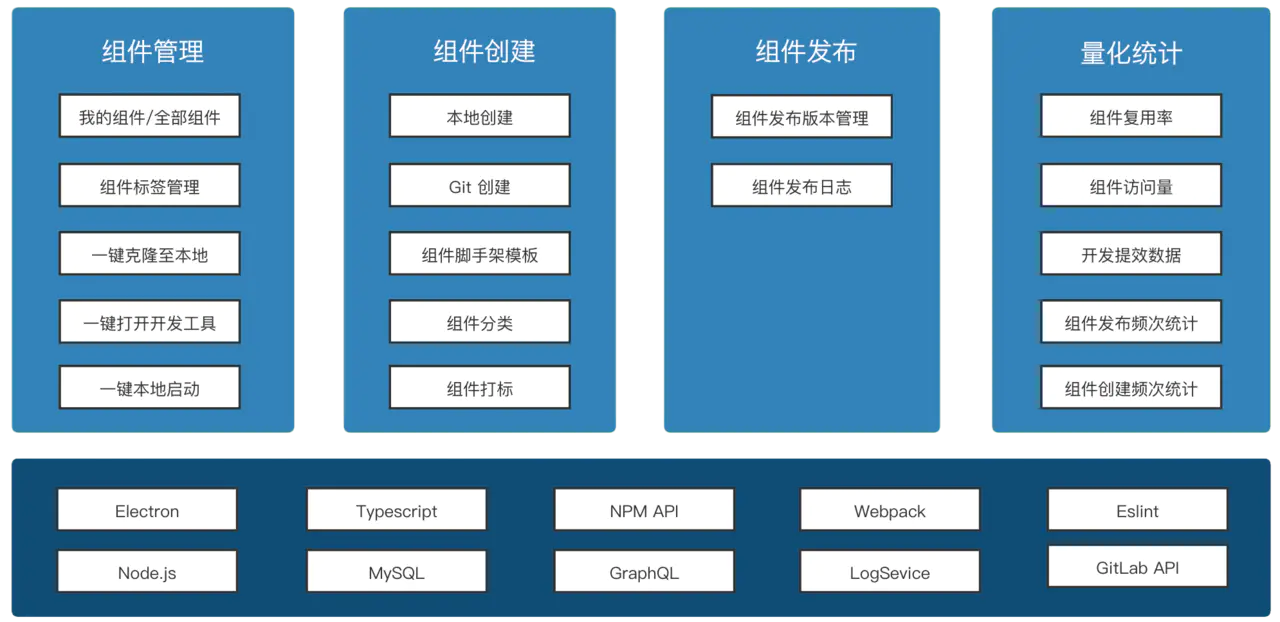 组件管理
我的组件/全部组件
组件标签管理
一键克隆至本地
一键打开开发工具
一键本地启动
组件创建
本地创建
Git 创建
组件脚手架模板
组件分类
组件打标
组件发布
组件发布版本管理
组件发布日志
量化统计
组件复用率
组件访问量
开发提效数据
组件发布频次统计
组件创建频次统计
Electron
Typescript
NPM API
Webpack
Eslint
Node.js
MySQL
GraphQL
LogSevice
GitLab API